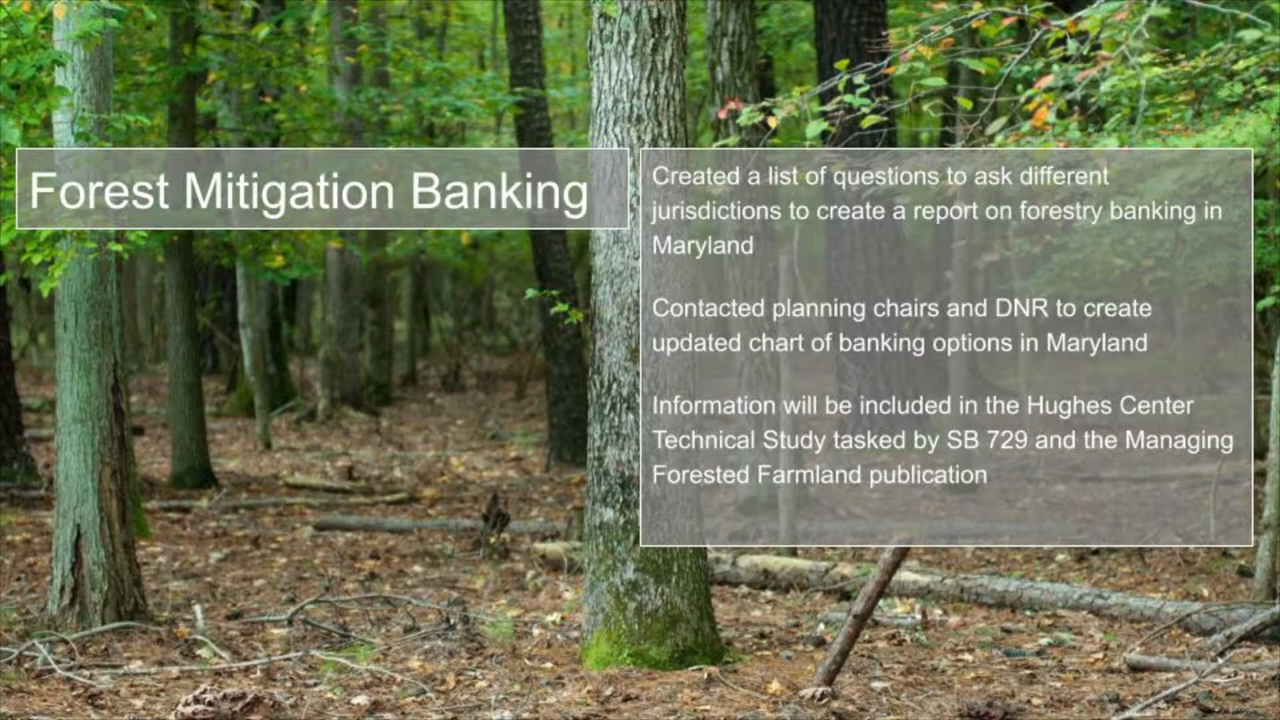 Forest Mitigation Banking
Created a list of questions to ask different
jurisdictions to create a report on forestry banking in
Maryland
Contacted planning chairs and DNR to create
updated chart of banking options in Maryland
Information will be included in the Hughes Center
Technical Study tasked by SB 729 and the Managing
Forested Farmland publication